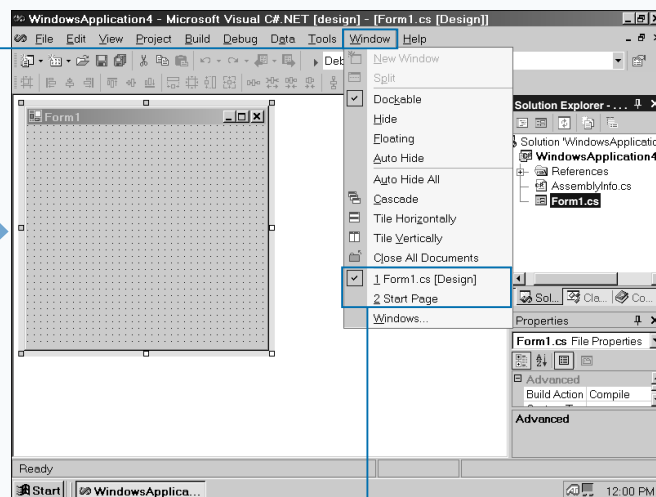 WindowsApplication4 - Microsoft Visual C#.NET [design] - [Form1.cs [Design]]
File Edit View Project Build Debug Data Tools Window Help
Deb
Form1
New Window
Split
Dockable
Hide
Floating
Auto Hide
Auto Hide All
Cascade
Tile Horizontally
Tile Vertically
Close All Documents
1 Form1.cs [Design]
2 Start Page
Windows...
Solution Explorer - ...
Solution 'WindowsApplicatio
WindowsApplication4
References
AssemblyInfo.cs
Form1.cs
Sol... Cla... Co...
Properties
Form1.cs File Properties
Advanced
Build Action Compile
Advanced
Ready
Start WindowsApplica... 12:00 PM